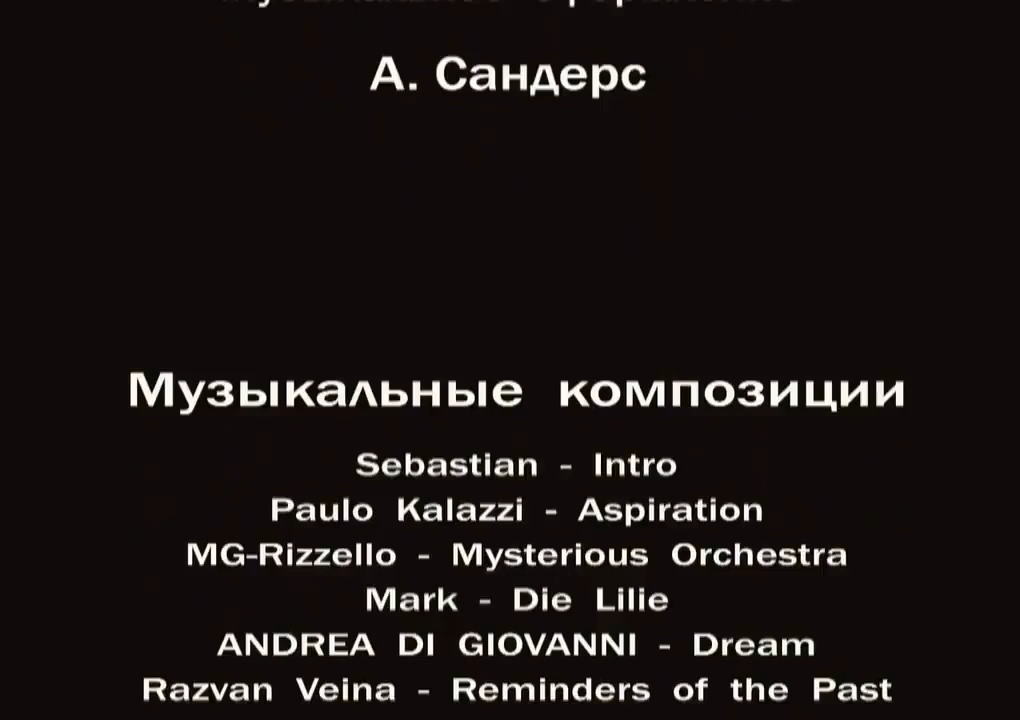 А. Сандерс
Музыкальные композиции
Sebastian - Intro
Paulo Kalazzi - Aspiration
MG-Rizzello - Mysterious Orchestra
Mark - Die Lilie
ANDREA DI GIOVANNI - Dream
Razvan Veina - Reminders of the Past